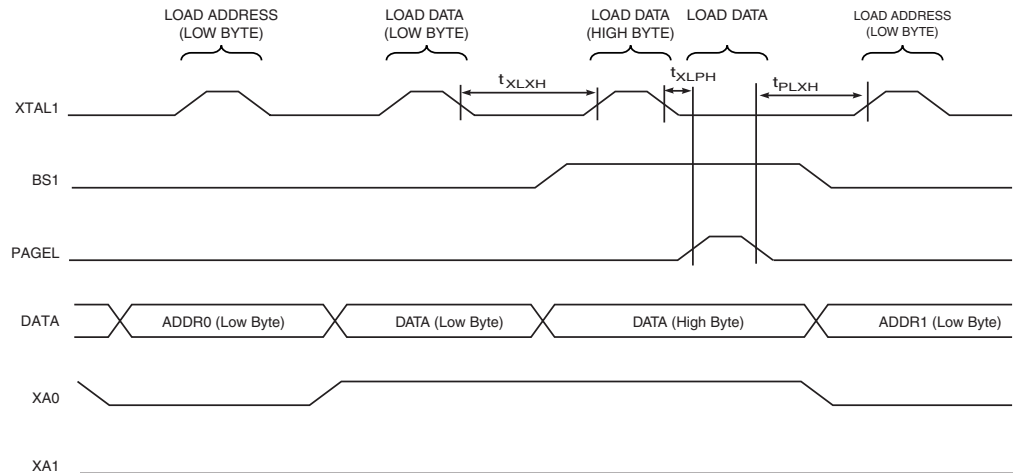 LOAD ADDRESS
(LOW BYTE)
LOAD DATA
(LOW BYTE)
LOAD DATA
(HIGH BYTE)
LOAD DATA
LOAD ADDRESS
(LOW BYTE)
tXLXH
tXLPH
tPLXH
XTAL1
BS1
PAGEL
DATA
ADDR0 (Low Byte)
DATA (Low Byte)
DATA (High Byte)
ADDR1 (Low Byte)
XA0
XA1